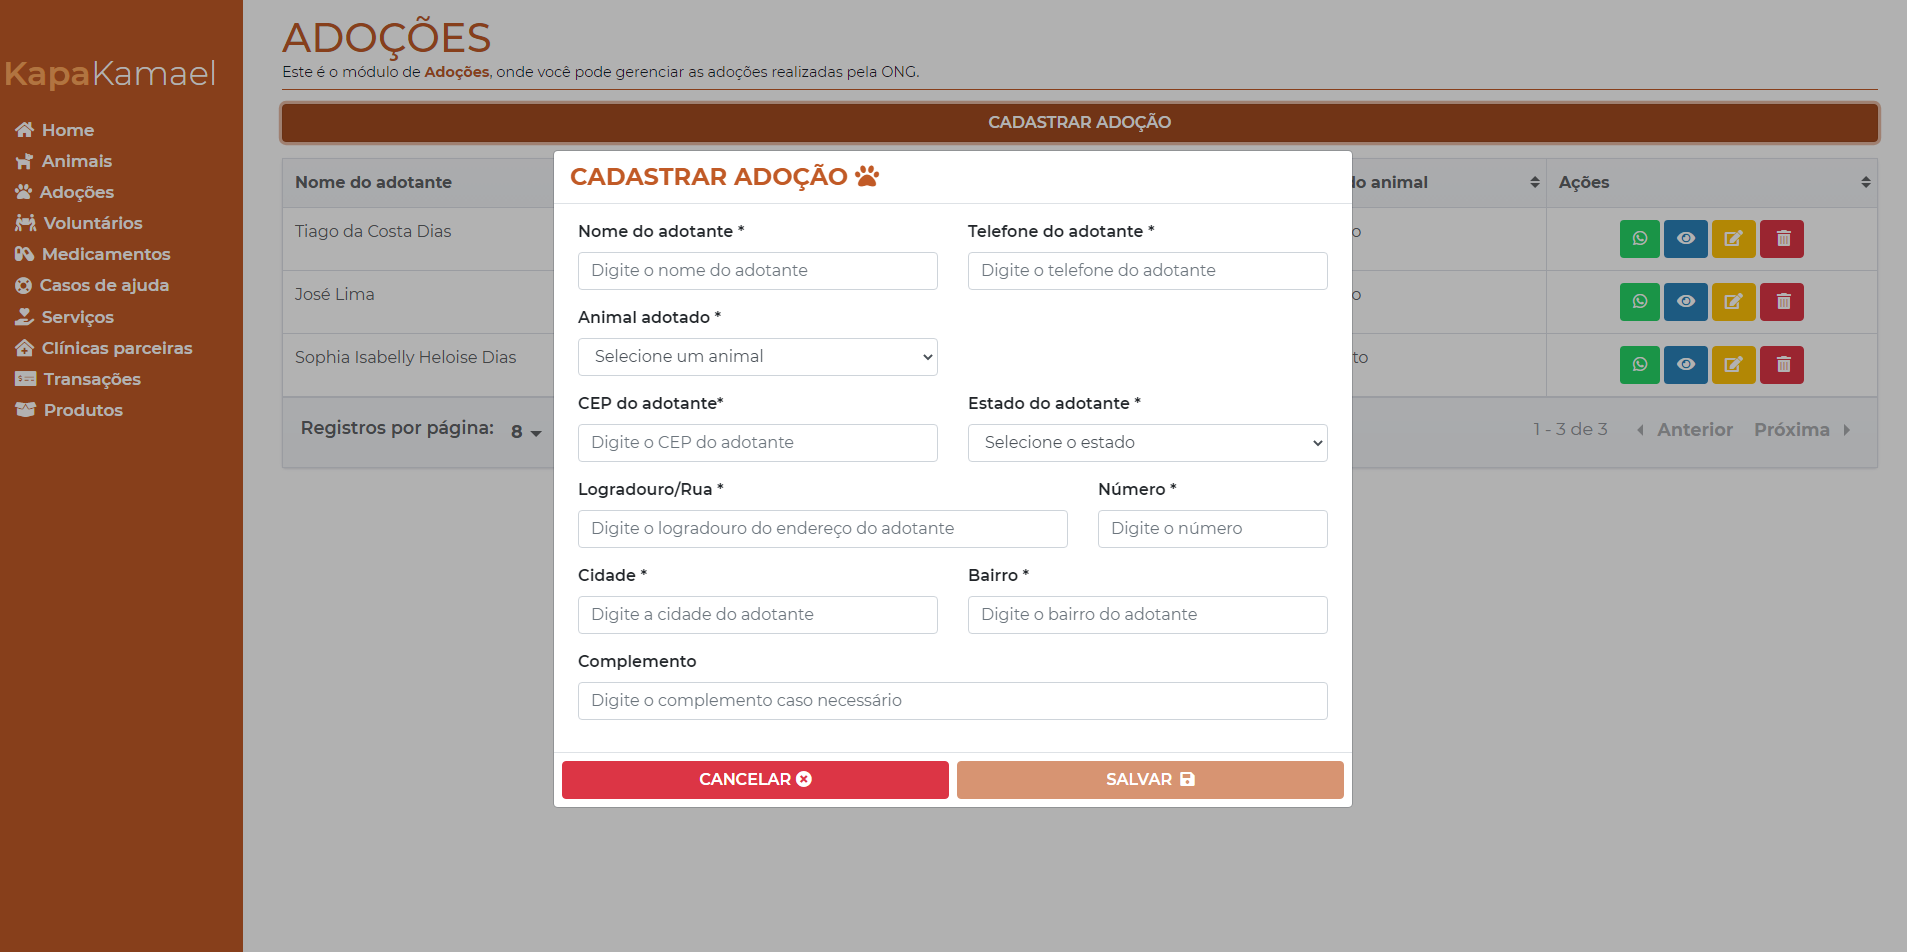 KapaKamael
Home
Animais
Adoções
Voluntários
Medicamentos
Casos de ajuda
Serviços
Clínicas parceiras
Transações
Produtos
ADOÇÕES
Este é o módulo de Adoções, onde você pode gerenciar as adoções realizadas pela ONG.
CADASTRAR ADOÇÃO
Nome do adotante
do animal
Ações
Tiago da Costa Dias
José Lima
Sophia Isabelly Heloise Dias
Registros por página: 8
1 - 3 de 3 Anterior Próxima
CADASTRAR ADOÇÃO
Nome do adotante * Telefone do adotante *
Digite o nome do adotante Digite o telefone do adotante
Animal adotado *
Selecione um animal
CEP do adotante* Estado do adotante *
Digite o CEP do adotante Selecione o estado
Logradouro/Rua * Número *
Digite o logradouro do endereço do adotante Digite o número
Cidade * Bairro *
Digite a cidade do adotante Digite o bairro do adotante
Complemento
Digite o complemento caso necessário
CANCELAR SALVAR